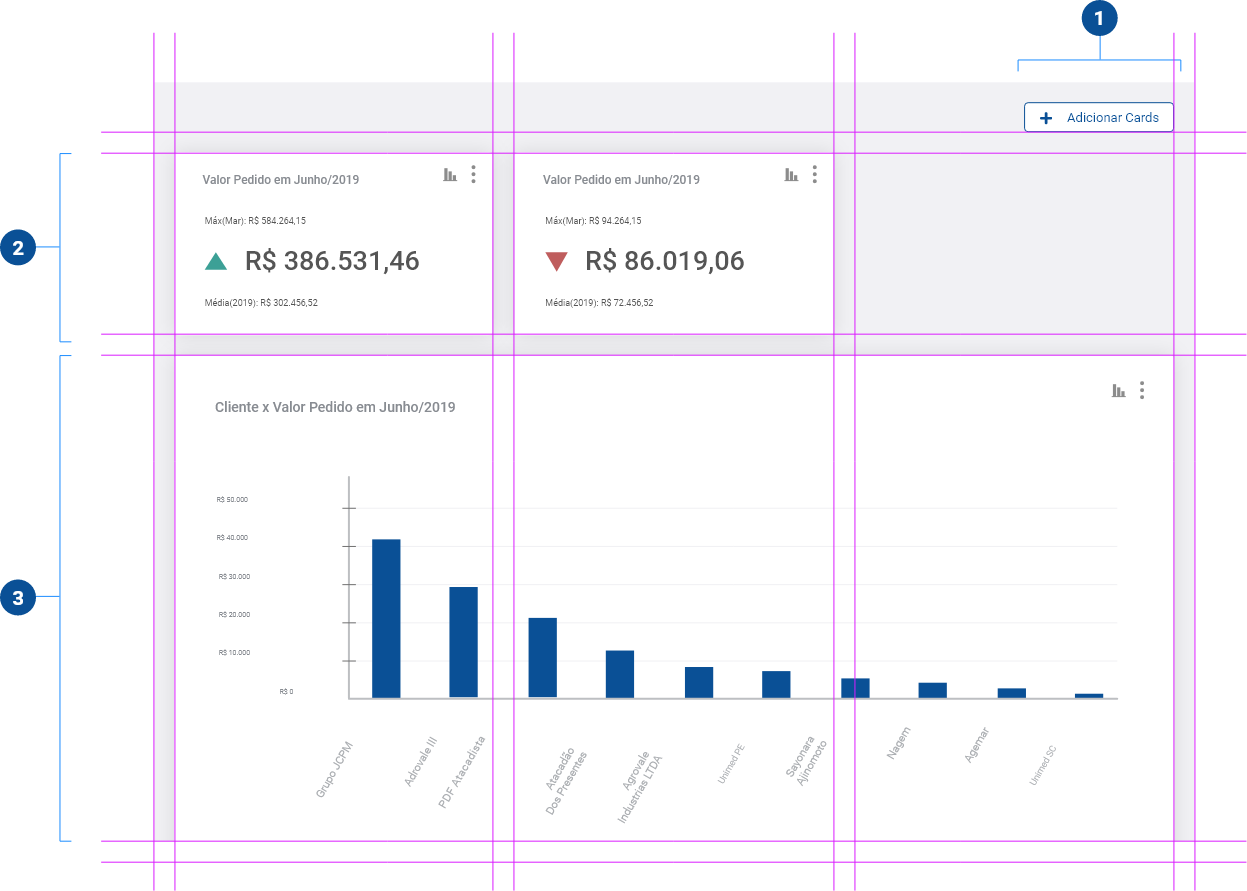 1
Adicionar Cards
2
Valor Pedido em Junho/2019
Máx(Mar): R$ 584.264,15
R$ 386.531,46
Média(2019): R$ 302.456,52
Valor Pedido em Junho/2019
Máx(Mar): R$ 94.264,15
R$ 86.019,06
Média(2019): R$ 72.456,52
3
Cliente x Valor Pedido em Junho/2019
R$ 50.000
R$ 40.000
R$ 30.000
R$ 20.000
R$ 10.000
R$ 0
Grupo JCPM
Adrovale III
PDF Atacadista
Atacadão
Dos Presentes
Agrovale
Industrias LTDA
Unimed PE
Sayonara
Ajinomoto
Nagem
Agemar
Unimed SC